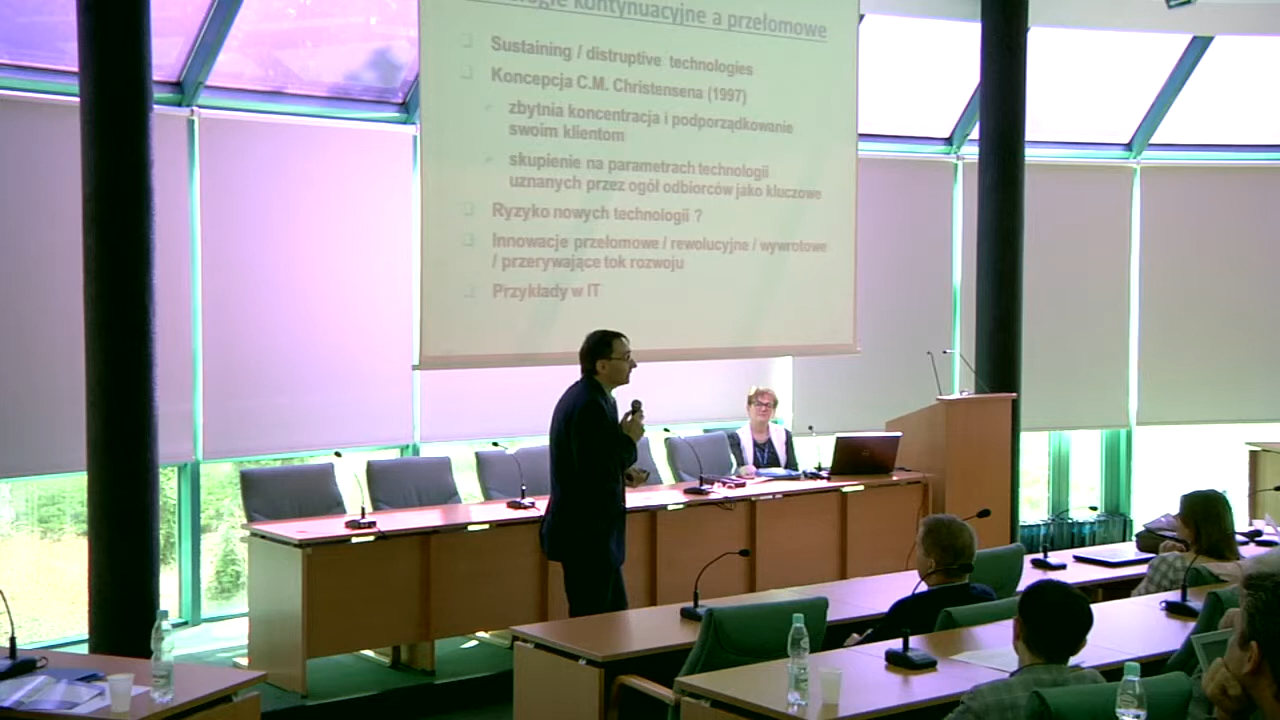 kontynuacyjne a przełomowe
Sustaining / distruptive technologies
Koncepcja C.M. Christensena (1997)
zbytnia koncentracja i podporządkowanie
swoim klientom
skupienie na parametrach technologii
uznanych przez ogół odbiorców jako kluczowe
Ryzyko nowych technologii ?
Innowacje przełomowe / rewolucyjne / wywrotowe
/ przerywające tok rozwoju
Przykłady w IT